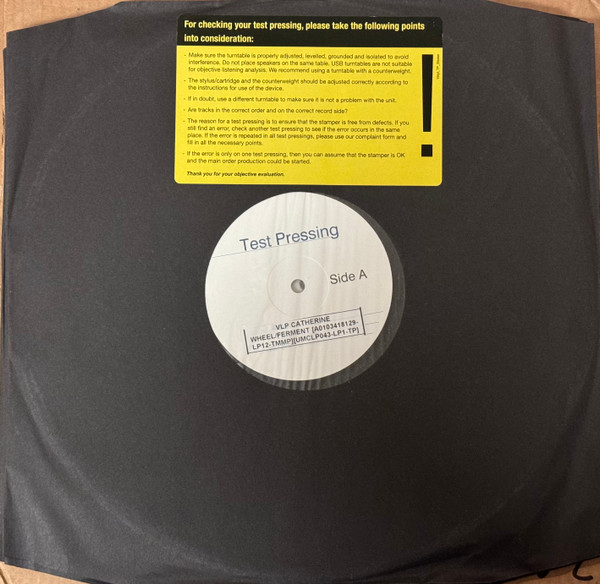 For checking your test pressing, please take the following points
into consideration:
- Make sure the turntable is properly adjusted, levelled, grounded and isolated to avoid
interference. Do not place speakers on the same table. USB turntables are not suitable
for objective listening analysis. We recommend using a turntable with a counterweight.
- The stylus/cartridge and the counterweight should be adjusted correctly according to
the instructions for use of the device.
- If in doubt, use a different turntable to make sure it is not a problem with the unit.
- Are tracks in the correct order and on the correct record side?
- The reason for a test pressing is to ensure that the stamper is free from defects. If you
still find an error, check another test pressing to see if the error occurs in the same
place. If the error is repeated in all test pressings, please use our complaint form and
fill in all the necessary points.
- If the error is only on one test pressing, then you can assume that the stamper is OK
and the main order production could be started.
Thank you for your objective evaluation.
!
Test Pressing
Side A
VLP CATHERINE
WHEEL/FERMENT [A0103418129-
LP12-TMMP][UMCLP043-LP1-TP]